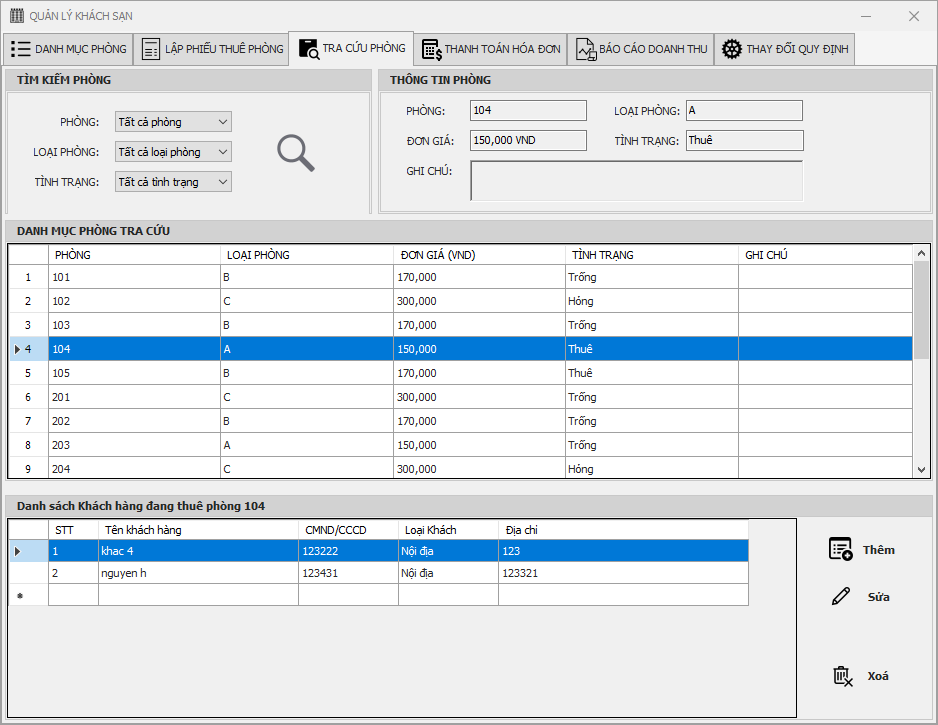 QUẢN LÝ KHÁCH SẠN
DANH MỤC PHÒNG LẬP PHIẾU THUÊ PHÒNG TRA CỨU PHÒNG THANH TOÁN HÓA ĐƠN BÁO CÁO DOANH THU THAY ĐỔI QUY ĐỊNH
TÌM KIẾM PHÒNG
PHÒNG: Tất cả phòng
LOẠI PHÒNG: Tất cả loại phòng
TÌNH TRẠNG: Tất cả tình trạng
THÔNG TIN PHÒNG
PHÒNG: 104 LOẠI PHÒNG: A
ĐƠN GIÁ: 150,000 VND TÌNH TRẠNG: Thuê
GHI CHÚ:
DANH MỤC PHÒNG TRA CỨU
PHÒNG LOẠI PHÒNG ĐƠN GIÁ (VND) TÌNH TRẠNG GHI CHÚ
1 101 B 170,000 Trống
2 102 C 300,000 Hỏng
3 103 B 170,000 Trống
4 104 A 150,000 Thuê
5 105 B 170,000 Thuê
6 201 C 300,000 Trống
7 202 B 170,000 Trống
8 203 A 150,000 Trống
9 204 C 300,000 Hỏng
Danh sách Khách hàng đang thuê phòng 104
STT Tên khách hàng CMND/CCCD Loại Khách Địa chỉ
1 khac 4 123222 Nội địa 123
2 nguyen h 123431 Nội địa 123321
Thêm
Sửa
Xoá